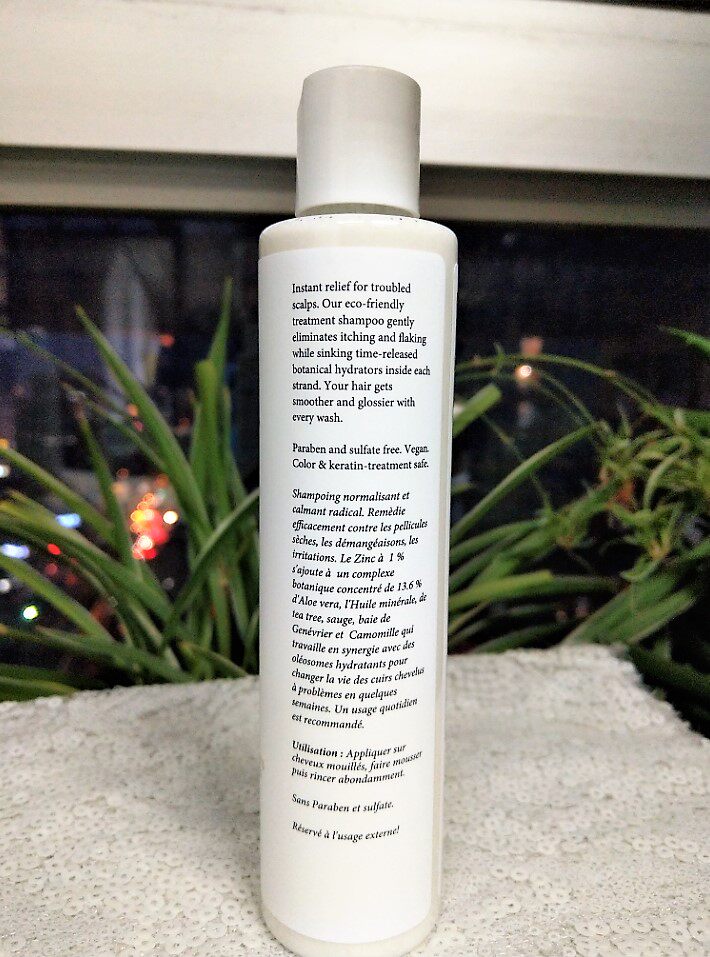 Instant relief for troubled
scalps. Our eco-friendly
treatment shampoo gently
eliminates itching and flaking
while sinking time-released
botanical hydrators inside each
strand. Your hair gets
smoother and glossier with
every wash.
Paraben and sulfate free. Vegan.
Color & keratin-treatment safe.
Shampoing normalisant et
calmant radical. Remèdie
efficacement contre les pellicules
sèches, les démangéaisons, les
irritations. Le Zinc à 1 %
s'ajoute à un complexe
botanique concentré de 13.6 %
d'Aloe vera, l'Huile minérale, de
tea tree, sauge, baie de
Genévrier et Camomille qui
travaille en synergie avec des
oléosomes hydratants pour
changer la vie des cuirs chevelus
à problèmes en quelques
semaines. Un usage quotidien
est recommandé.
Utilisation : Appliquer sur
cheveux mouillés, faire mousser
puis rincer abondamment.
Sans Paraben et sulfate.
Réservé à l'usage externe!